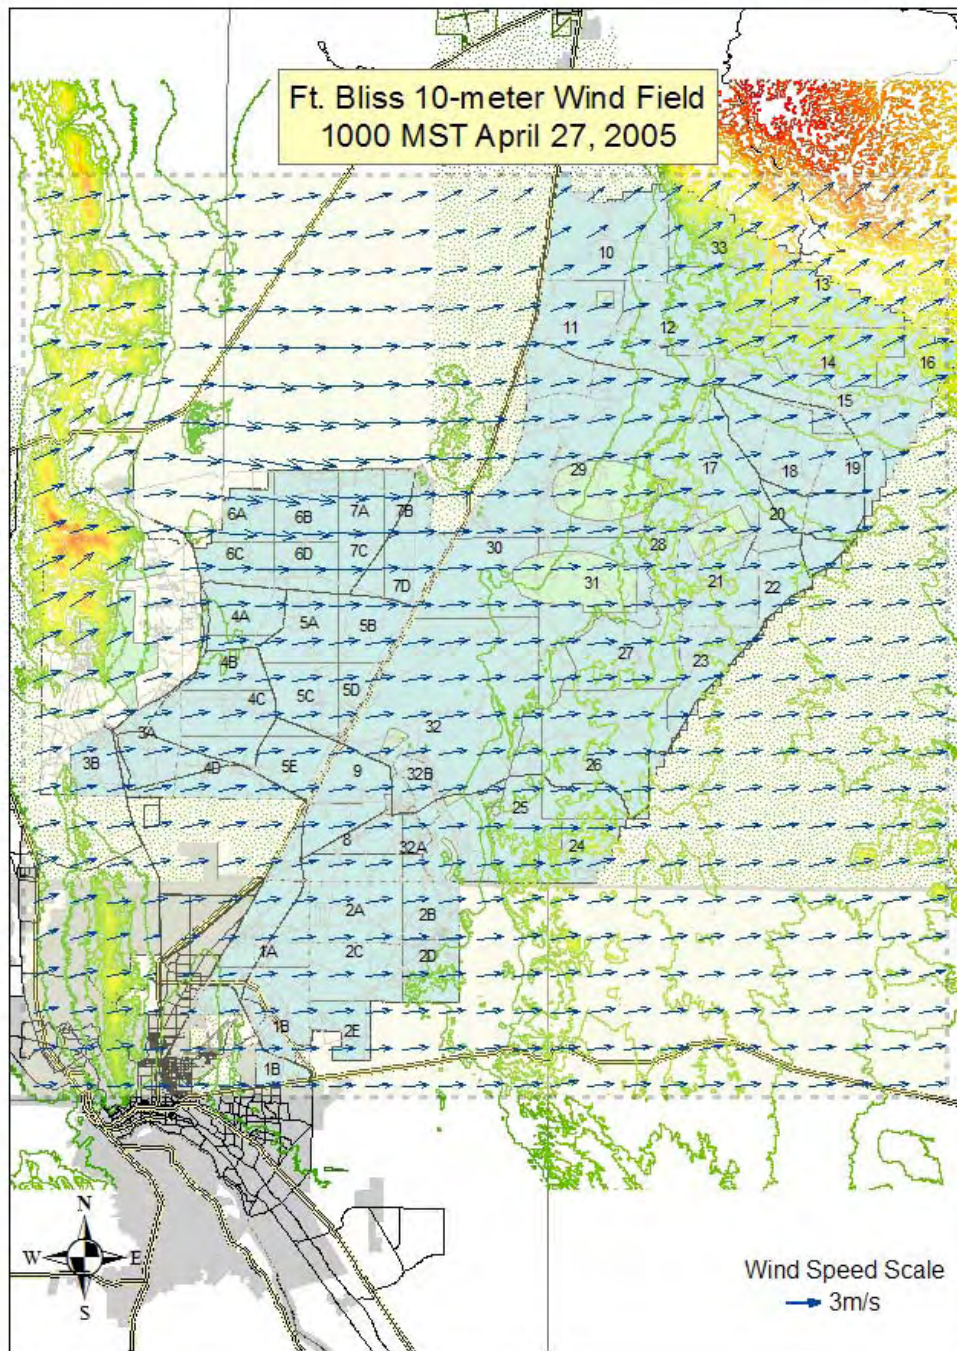 Ft. Bliss 10-meter Wind Field
1000 MST April 27, 2005
33
10
13
11
12
14
16
15
29
17
18
19
6A
6B
7A
7B
20
6C
6D
7C
30
28
31
21
22
7D
4A
5A
5B
4B
27
23
4C
5C
5D
3A
32
3B
4D
5E
9
32B
26
25
8
32A
24
2A
2B
1A
2C
2D
1B
2E
1B
N
W
E
S
Wind Speed Scale
3m/s